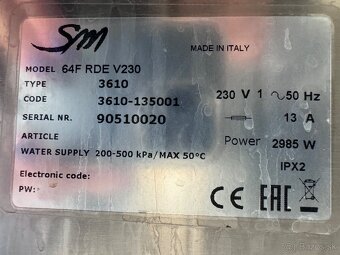 SM
MADE IN ITALY
MODEL 64F RDE V230
TYPE 3610
CODE 3610-135001 230 V 1 ~ 50 Hz
SERIAL NR. 90510020 13 A
ARTICLE Power 2985 W
WATER SUPPLY 200-500 kPa/MAX 50°C
IPX2
Electronic code:
PW:
CE EAC